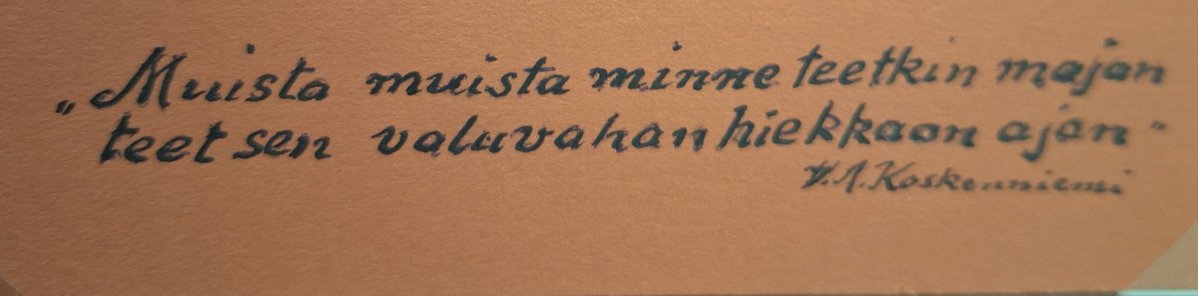 „Muista muista minne teetkin majan
teet sen valuvahan hiekkaan ajan"
V.A.Koskenniemi